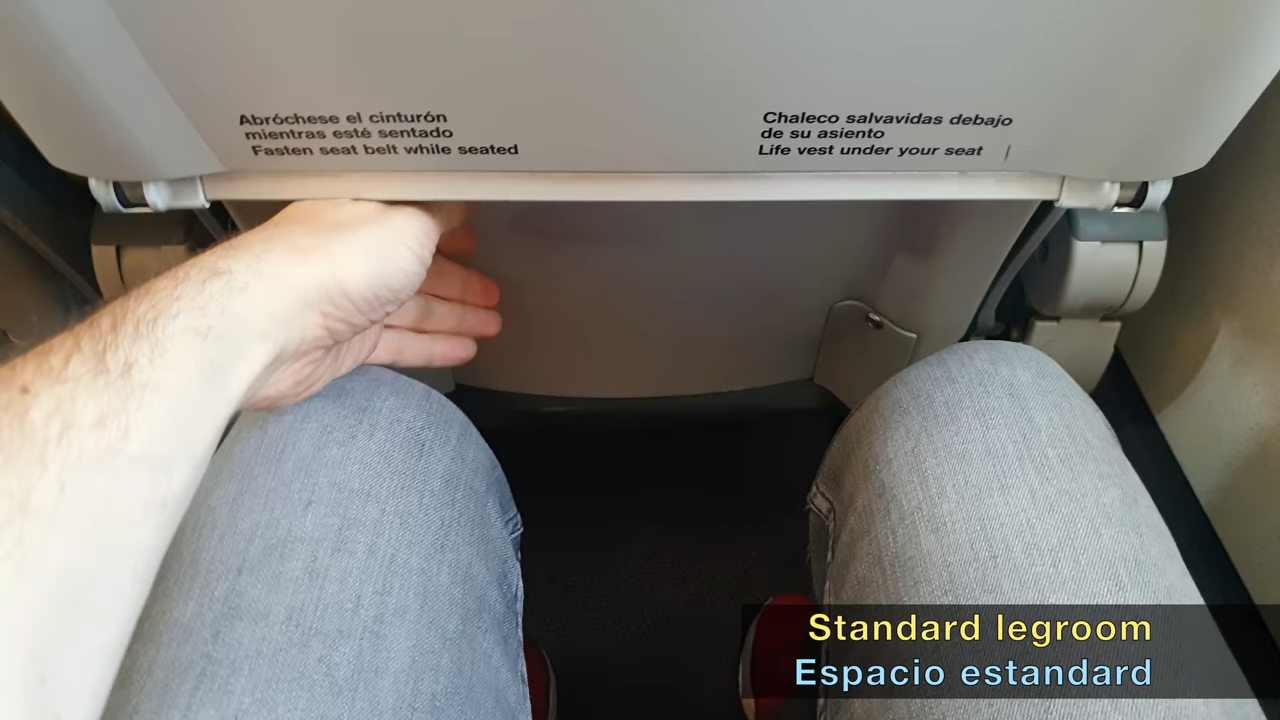 Abróchese el cinturón
mientras esté sentado
Fasten seat belt while seated
Chaleco salvavidas debajo
de su asiento
Life vest under your seat
Standard legroom
Espacio estandard